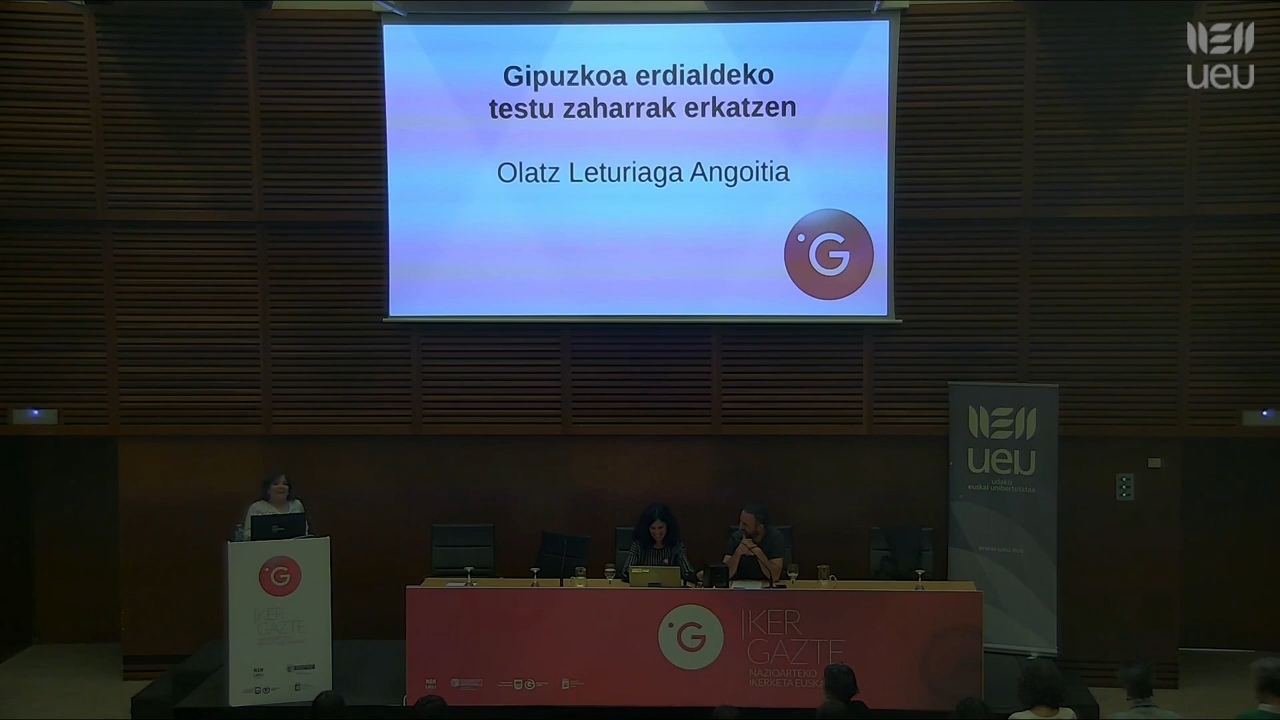 Gipuzkoa erdialdeko
testu zaharrak erkatzen
Olatz Leturiaga Angoitia
G
ueu
ueu
udako
euskal unibertsitatea
G
IKER
GAZTE
G
IKER
GAZTE
NAZIOARTEKO
IKERKETA EUSKA